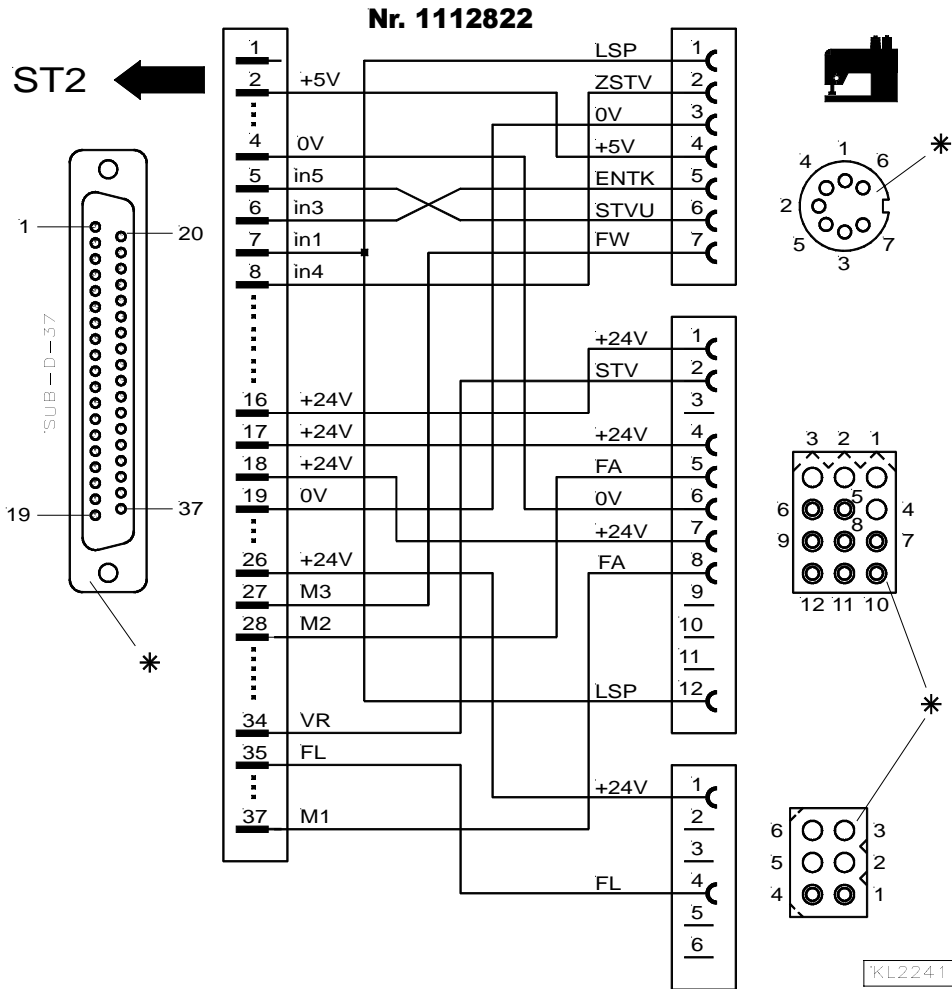 Nr. 1112822
ST2
1
2 +5V
4 0V
5 in5
6 in3
7 in1
8 in4
16 +24V
17 +24V
18 +24V
19 0V
26 +24V
27 M3
28 M2
34 VR
35 FL
37 M1
LSP 1
ZSTV 2
0V 3
+5V 4
ENTK 5
STVU 6
FW 7
+24V 1
STV 2
3
+24V 4
FA 5
0V 6
+24V 7
FA 8
9
10
11
LSP 12
+24V 1
2
3
FL 4
5
6
1
20
SUB-D-37
19
37
*
4 1 6
*
2
5 3 7
3 2 1
6 5 4
9 8 7
12 11 10
*
6 3
5 2
4 1
KL2241